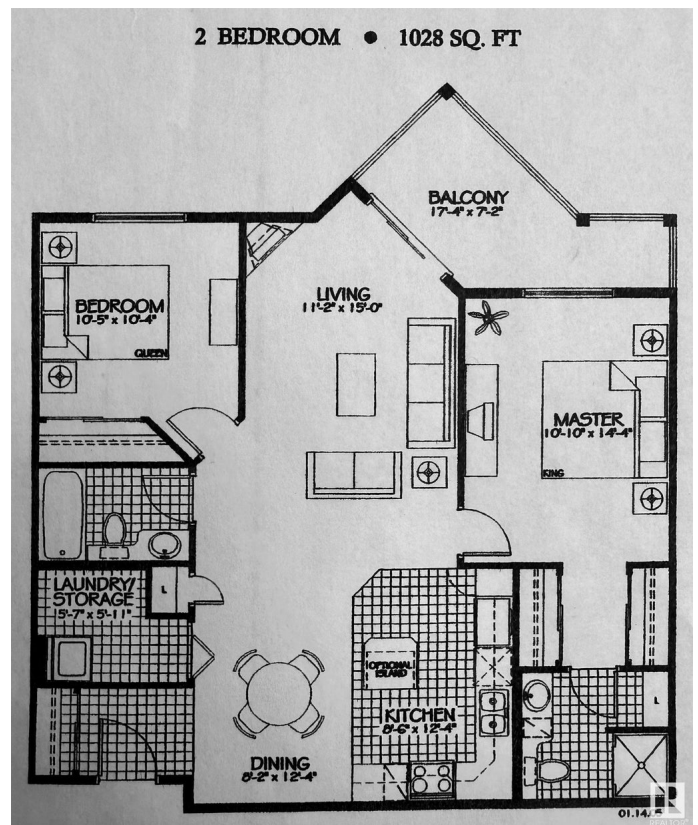 2 BEDROOM • 1028 SQ. FT
BALCONY
17'-4" x 7'-2"
LIVING
11'-2" x 15'-0"
BEDROOM
10'-5" x 10'-4"
QUEEN
MASTER
10'-10" x 14'-4"
KING
LAUNDRY/
STORAGE
15'-7" x 5'-11"
L
OPTIONAL
ISLAND
KITCHEN
8'-6" x 12'-4"
L
DINING
8'-2" x 12'-4"